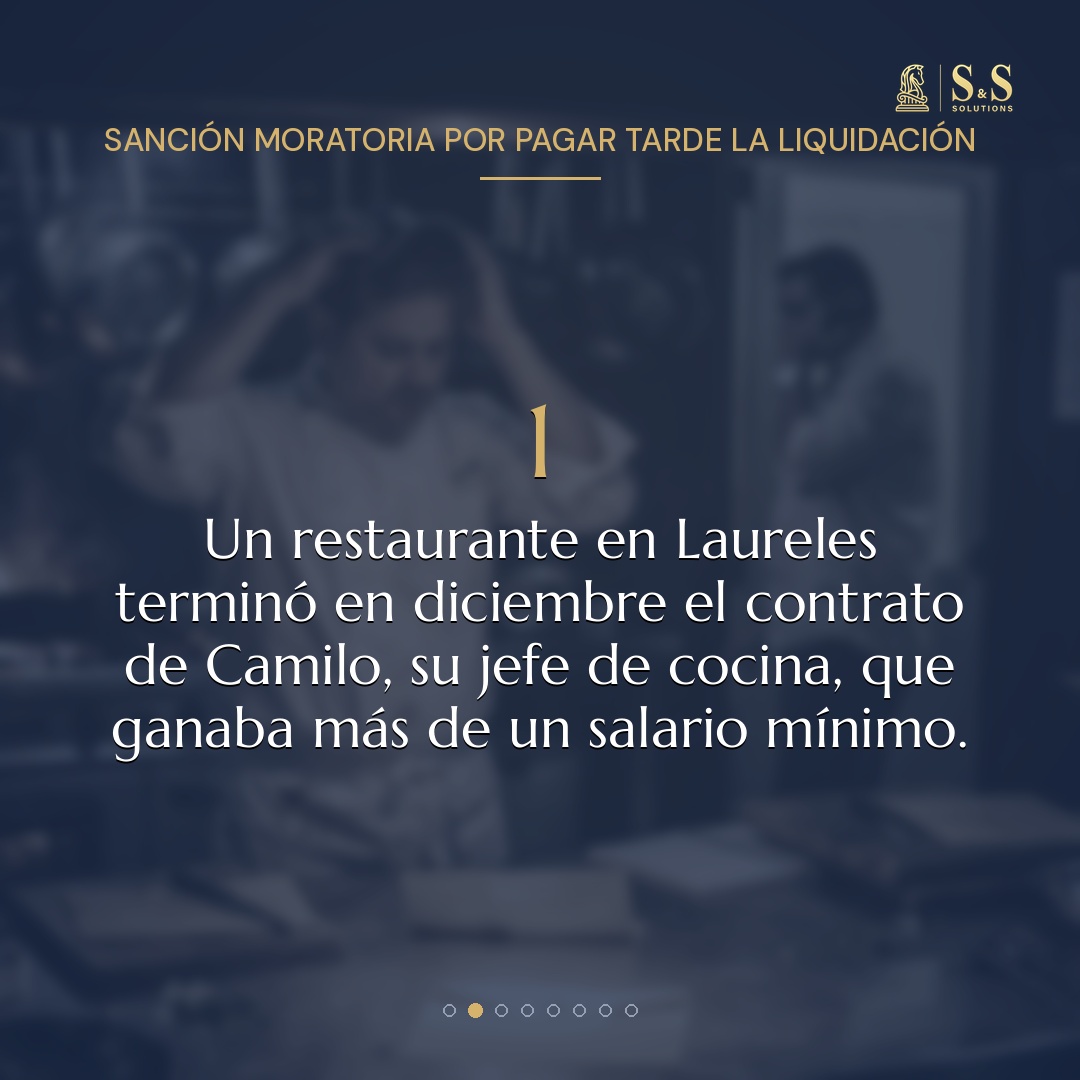 S&S
SOLUTIONS
SANCIÓN MORATORIA POR PAGAR TARDE LA LIQUIDACIÓN
1
Un restaurante en Laureles
terminó en diciembre el contrato
de Camilo, su jefe de cocina, que
ganaba más de un salario mínimo.